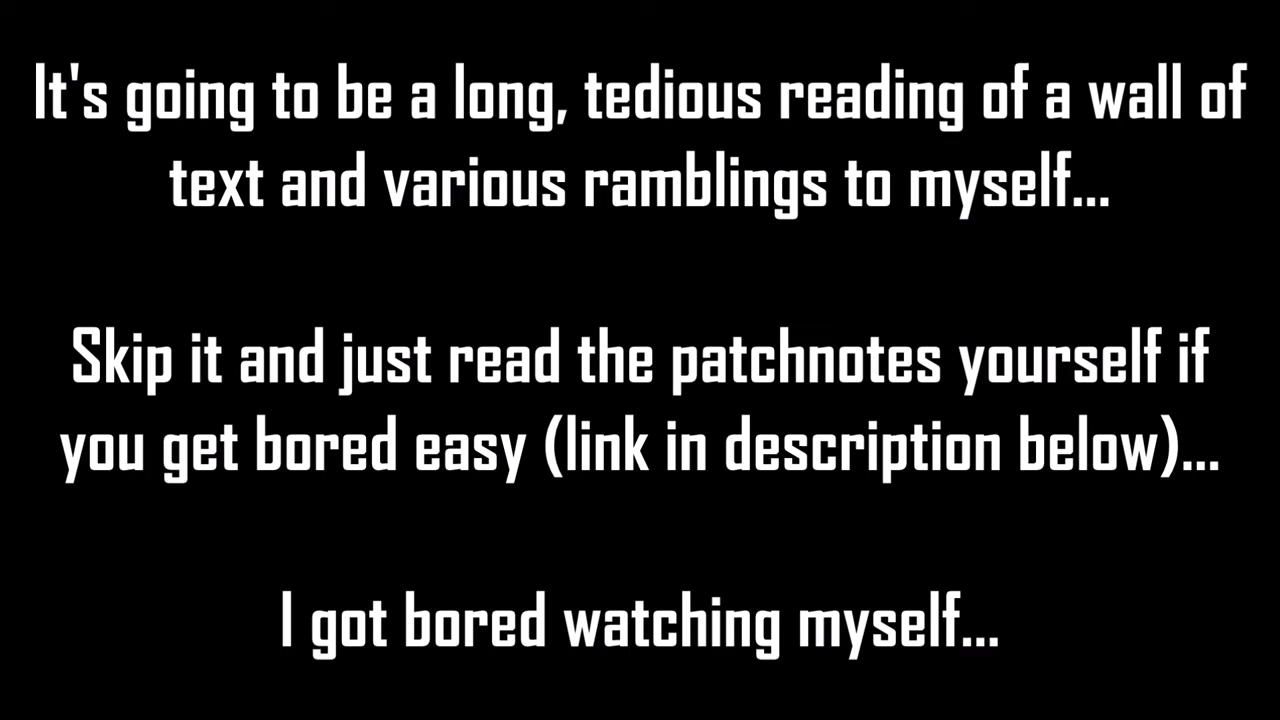 It's going to be a long, tedious reading of a wall of
text and various ramblings to myself...
Skip it and just read the patchnotes yourself if
you get bored easy (link in description below)...
I got bored watching myself...